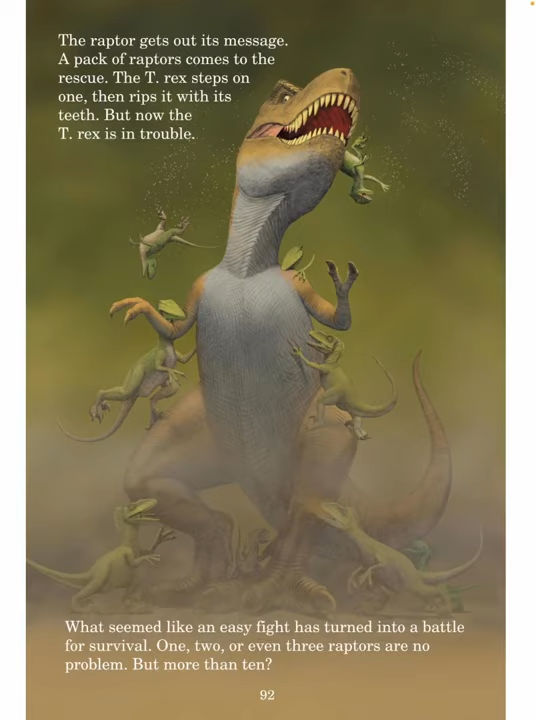 The raptor gets out its message.
A pack of raptors comes to the
rescue. The T. rex steps on
one, then rips it with its
teeth. But now the
T. rex is in trouble.
What seemed like an easy fight has turned into a battle
for survival. One, two, or even three raptors are no
problem. But more than ten?
92